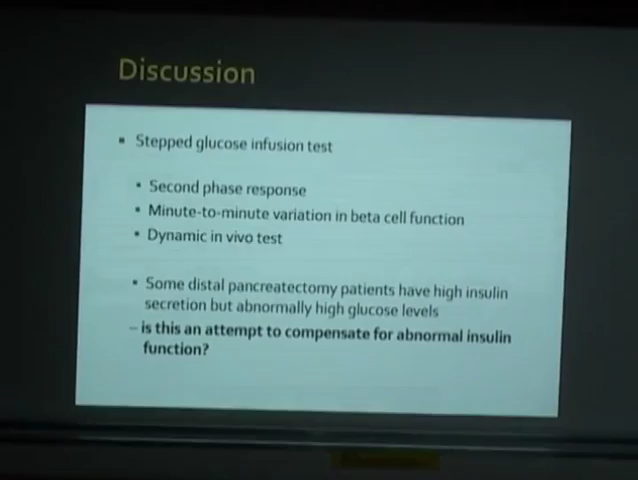 Discussion
▪ Stepped glucose infusion test
▪ Second phase response
▪ Minute-to-minute variation in beta cell function
▪ Dynamic in vivo test
▪ Some distal pancreatectomy patients have high insulin
secretion but abnormally high glucose levels
– is this an attempt to compensate for abnormal insulin
function?